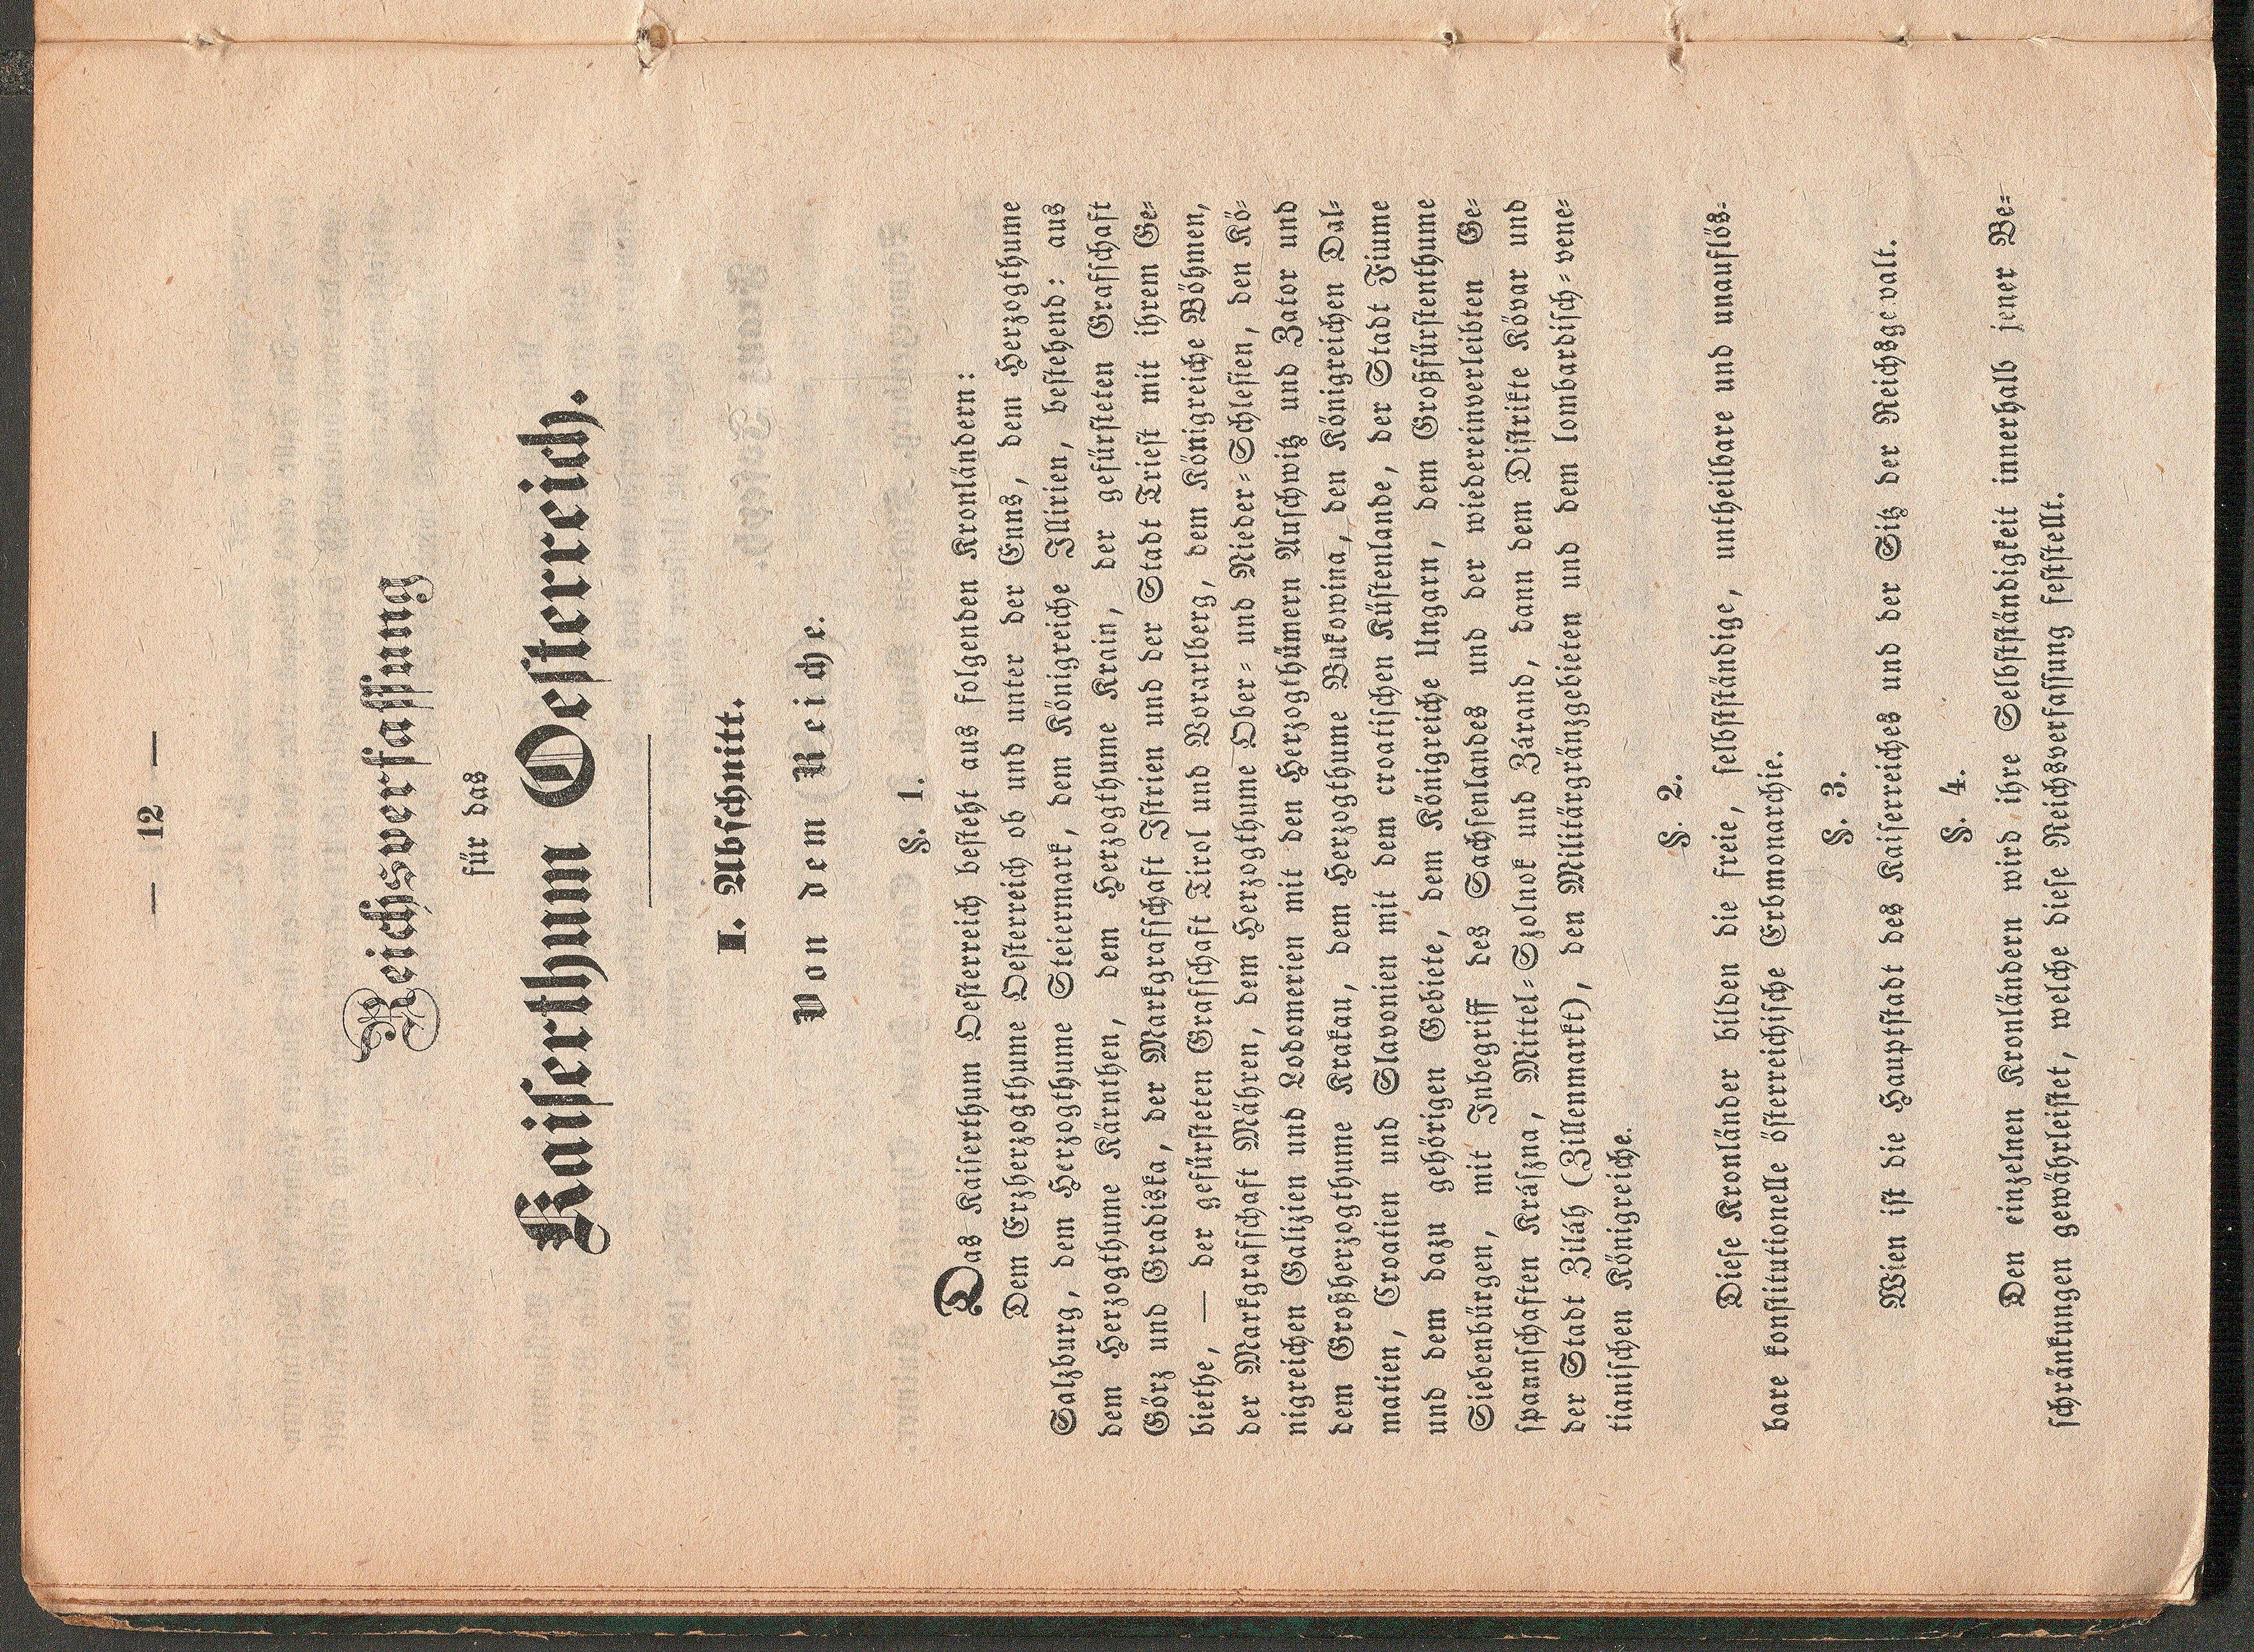 — 12 —
Reichsverfassung
für das
Kaiserthum Oesterreich.
I. Abschnitt.
Von dem Reiche.
§. 1.
Das Kaiserthum Oesterreich besteht aus folgenden Kronländern:
Dem Erzherzogthume Oesterreich ob und unter der Enns, dem Herzogthume
Salzburg, dem Herzogthume Steiermark, dem Königreiche Illirien, bestehend: aus
dem Herzogthume Kärnthen, dem Herzogthume Krain, der gefürsteten Grafschaft
Görz und Gradiska, der Markgrafschaft Istrien und der Stadt Triest mit ihrem Ge-
biethe, — der gefürsteten Grafschaft Tirol und Vorarlberg, dem Königreiche Böhmen,
der Markgrafschaft Mähren, dem Herzogthume Ober- und Nieder-Schlesien, den Kö-
nigreichen Galizien und Lodomerien mit den Herzogthümern Auschwitz und Zator und
dem Großherzogthume Krakau, dem Herzogthume Bukowina, den Königreichen Dal-
matien, Croatien und Slavonien mit dem croatischen Küstenlande, der Stadt Fiume
und dem dazu gehörigen Gebiete, dem Königreiche Ungarn, dem Großfürstenthume
Siebenbürgen, mit Inbegriff des Sachsenlandes und der wiedereinverleibten Ge-
spannschaften Krászna, Mittel-Szolnok und Zárand, dann dem Distrikte Kövar und
der Stadt Ziláh (Zillenmarkt), den Militärgränzgebieten und dem lombardisch-vene-
tianischen Königreiche.
§. 2.
Diese Kronländer bilden die freie, selbstständige, untheilbare und unauflös-
bare konstitutionelle österreichische Erbmonarchie.
§. 3.
Wien ist die Hauptstadt des Kaiserreiches und der Sitz der Reichsgewalt.
§. 4.
Den einzelnen Kronländern wird ihre Selbstständigkeit innerhalb jener Be-
schränkungen gewährleistet, welche diese Reichsverfassung feststellt.